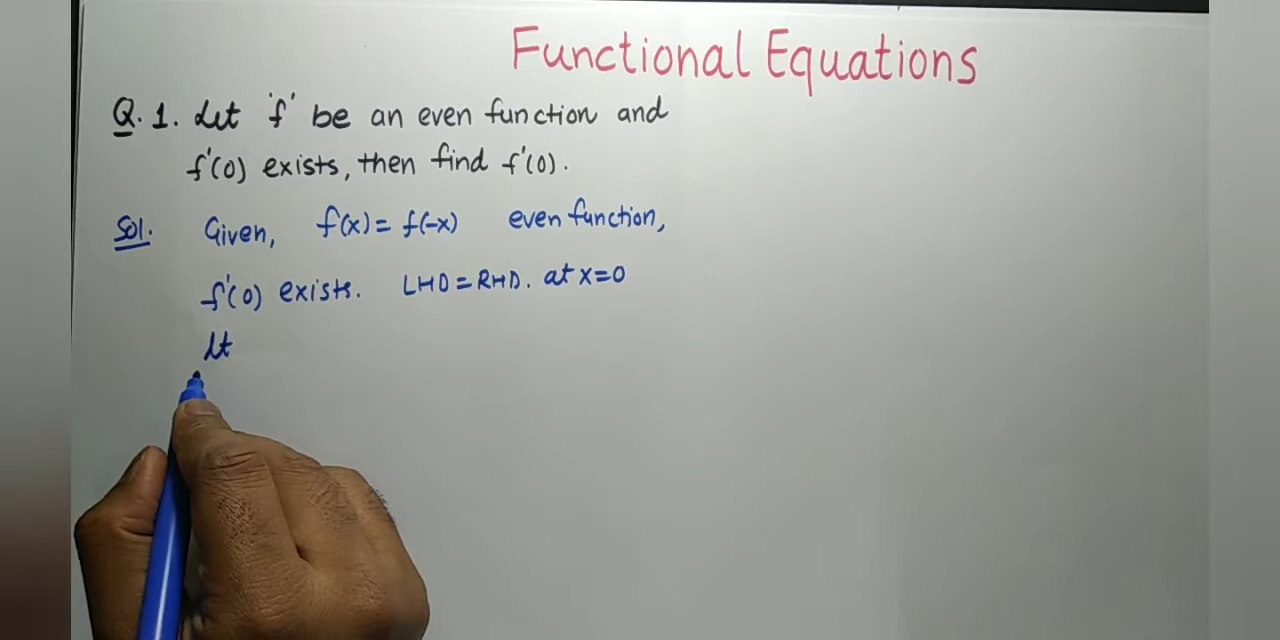 Functional Equations
Q. 1. Let 'f' be an even function and
f'(0) exists, then find f'(0).
Sol. Given, f(x) = f(-x) even function,
f'(0) exists. LHD = RHD. at x=0
Lt